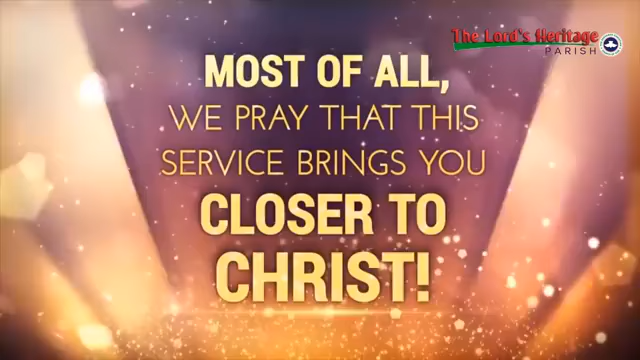 The Lord's Heritage
PARISH
MOST OF ALL,
WE PRAY THAT THIS
SERVICE BRINGS YOU
CLOSER TO
CHRIST!